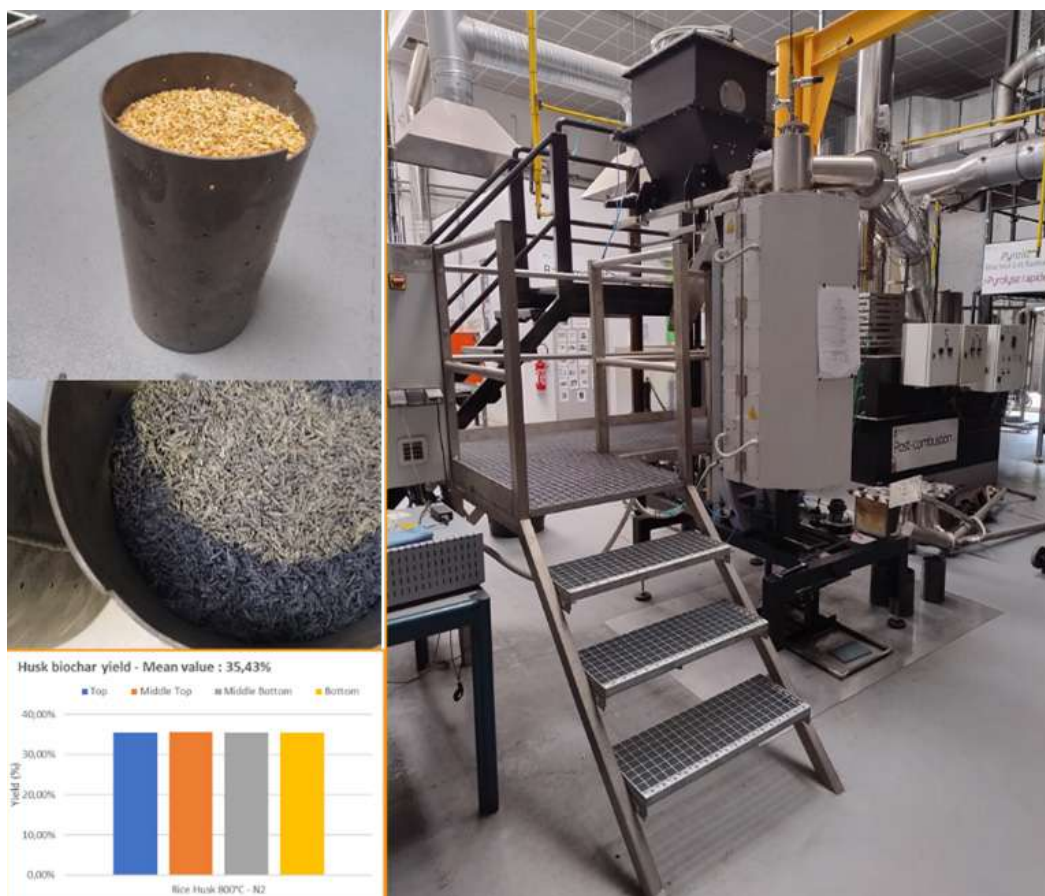 Husk biochar yield - Mean value : 35,43%
Top Middle Top Middle Bottom Bottom
40,00%
30,00%
20,00%
10,00%
0,00%
Yield (%)
Rice Husk 800°C - N2
Post-combustion